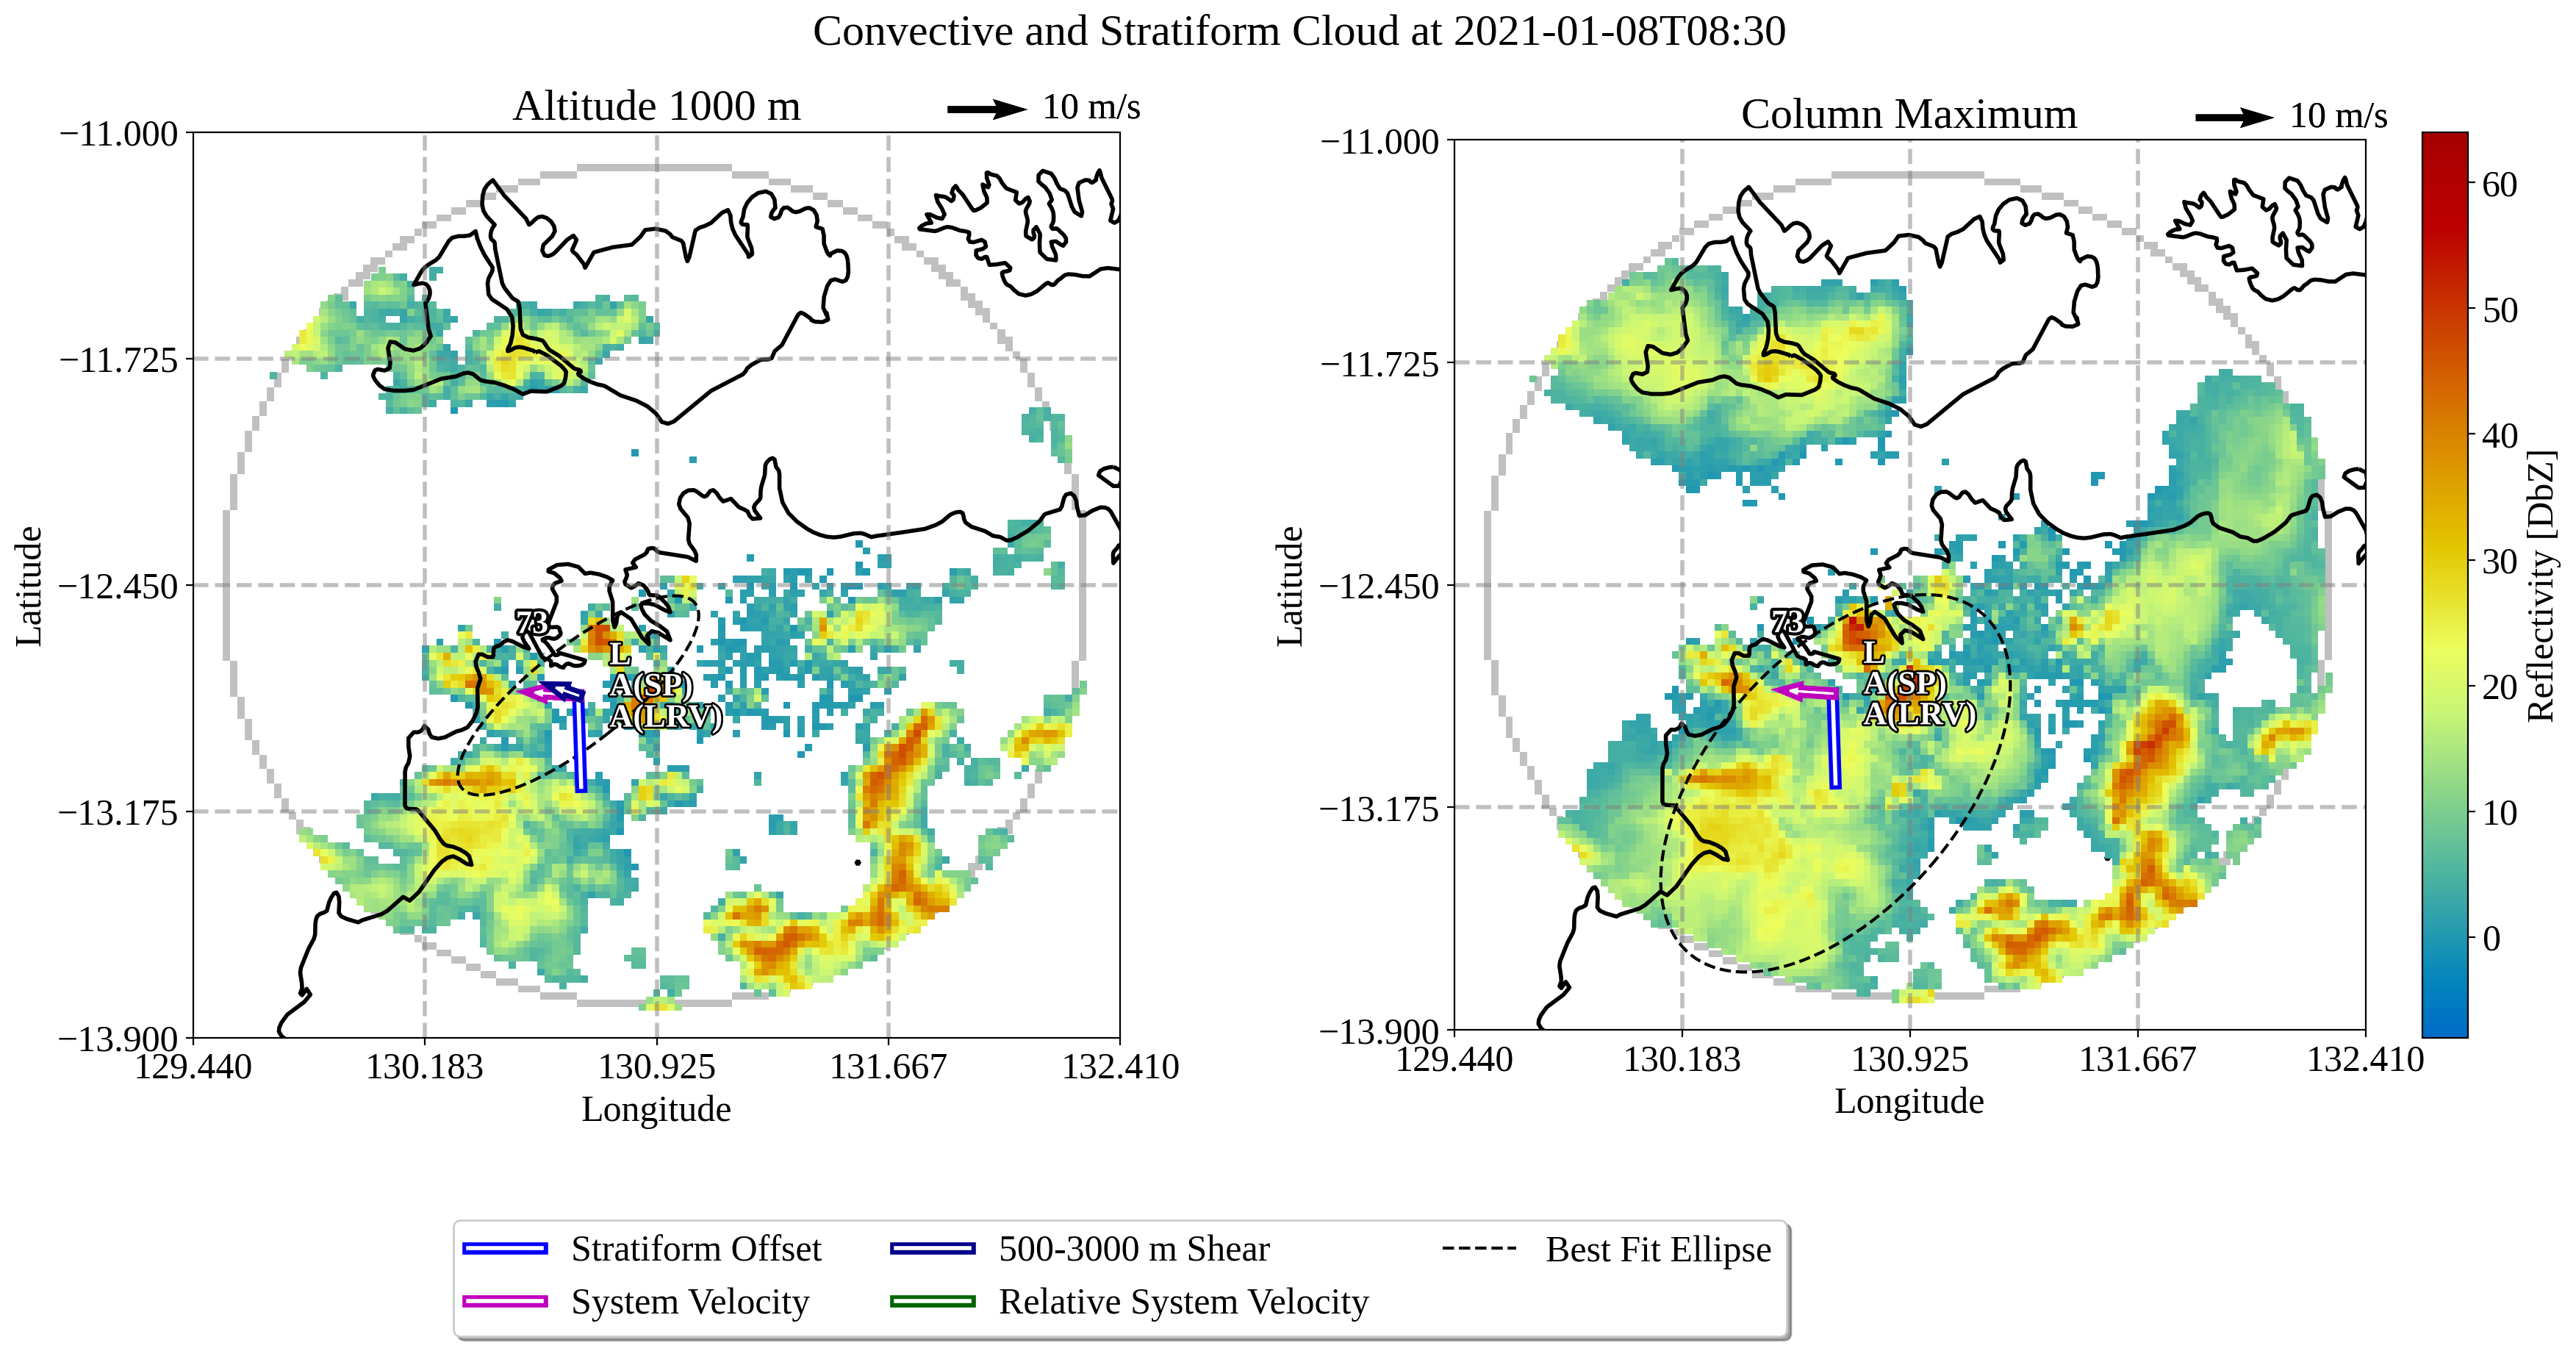 Convective and Stratiform Cloud at 2021-01-08T08:30
Altitude 1000 m
10 m/s
−11.000
−11.725
−12.450
−13.175
−13.900
Latitude
73
L
A(SP)
A(LRV)
129.440
130.183
130.925
131.667
132.410
Longitude
Column Maximum
10 m/s
−11.000
−11.725
−12.450
−13.175
−13.900
Latitude
73
L
A(SP)
A(LRV)
129.440
130.183
130.925
131.667
132.410
Longitude
60
50
40
30
20
10
0
Reflectivity [DbZ]
Stratiform Offset
System Velocity
500-3000 m Shear
Relative System Velocity
Best Fit Ellipse